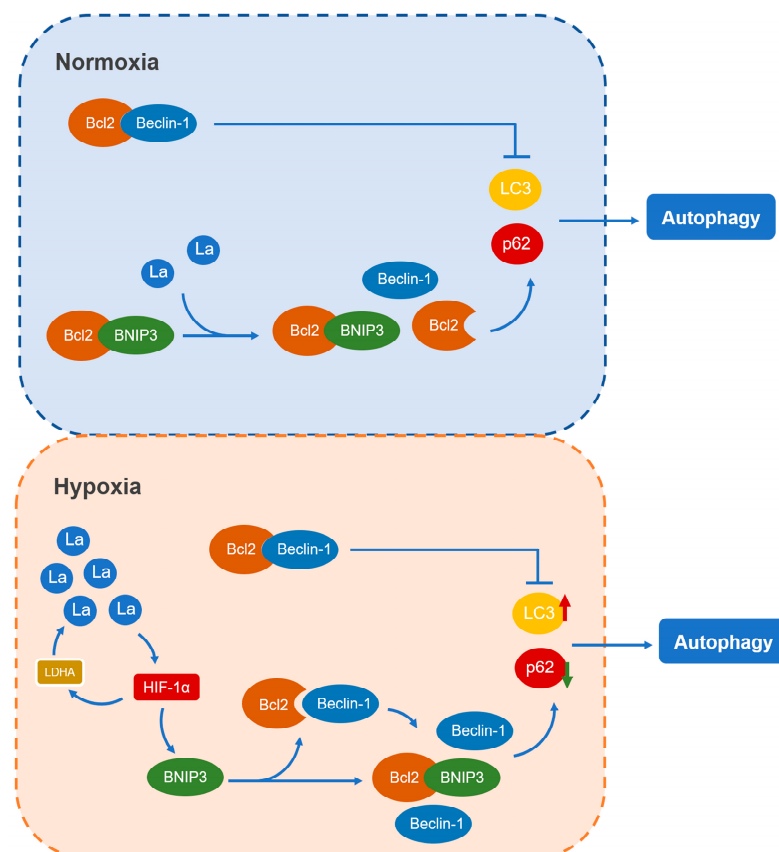 Normoxia
Bcl2 Beclin-1
LC3
Autophagy
p62
La
La
Beclin-1
Bcl2 BNIP3
Bcl2 BNIP3
Bcl2
Hypoxia
La
Bcl2 Beclin-1
La
La
La
La
LC3
Autophagy
p62
LDHA
HIF-1α
Bcl2 Beclin-1
Beclin-1
BNIP3
Bcl2 BNIP3
Beclin-1